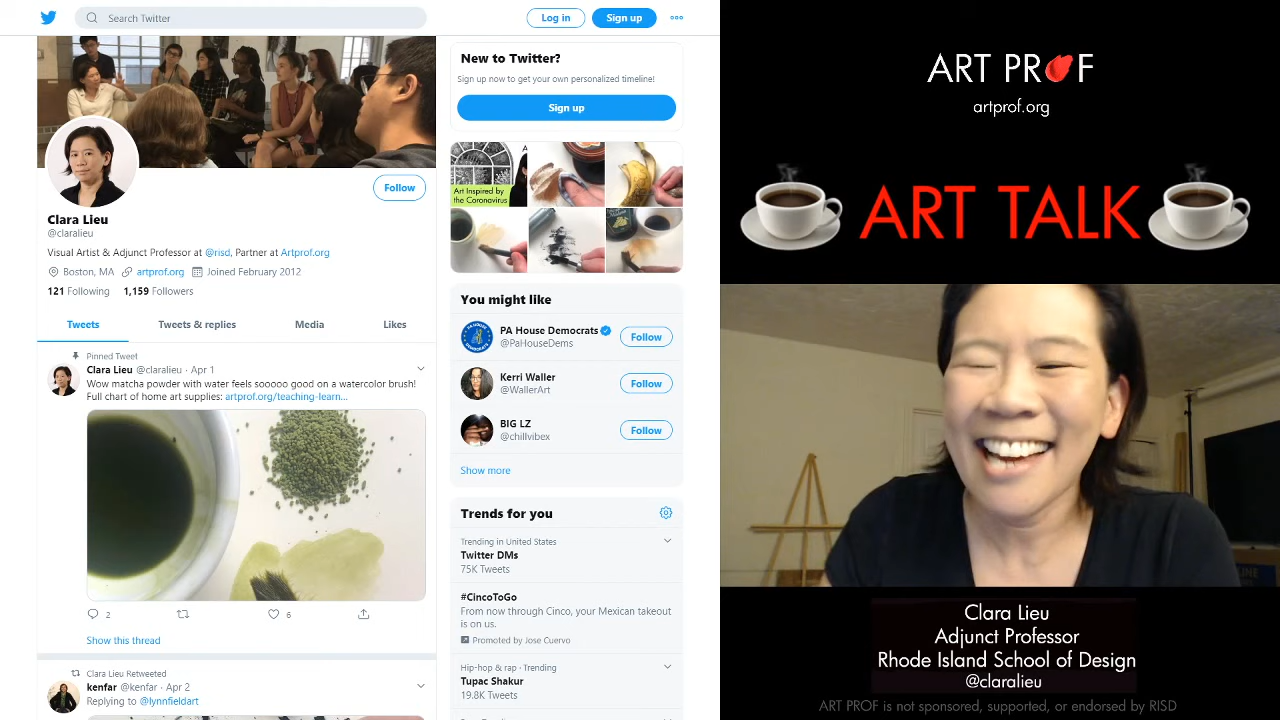 Search Twitter
Log in
Sign up
Clara Lieu
@claralieu
Follow
Visual Artist & Adjunct Professor at @risd, Partner at Artprof.org
Boston, MA artprof.org Joined February 2012
121 Following 1,159 Followers
Tweets Tweets & replies Media Likes
Pinned Tweet
Clara Lieu @claralieu · Apr 1
Wow matcha powder with water feels sooooo good on a watercolor brush!
Full chart of home art supplies: artprof.org/teaching-learn...
2
6
Show this thread
Clara Lieu Retweeted
kenfar @kenfar · Apr 2
Replying to @lynnfieldart
New to Twitter?
Sign up now to get your own personalized timeline!
Sign up
Art Inspired by
the Coronavirus
You might like
PA House Democrats
@PaHouseDems
Follow
Kerri Waller
@WallerArt
Follow
BIG LZ
@chillvibex
Follow
Show more
Trends for you
Trending in United States
Twitter DMs
75K Tweets
#CincoToGo
From now through Cinco, your Mexican takeout
is on us.
Promoted by Jose Cuervo
Hip-hop & rap · Trending
Tupac Shakur
19.8K Tweets
ART PROF
artprof.org
ART TALK
Clara Lieu
Adjunct Professor
Rhode Island School of Design
@claralieu
ART PROF is not sponsored, supported, or endorsed by RISD